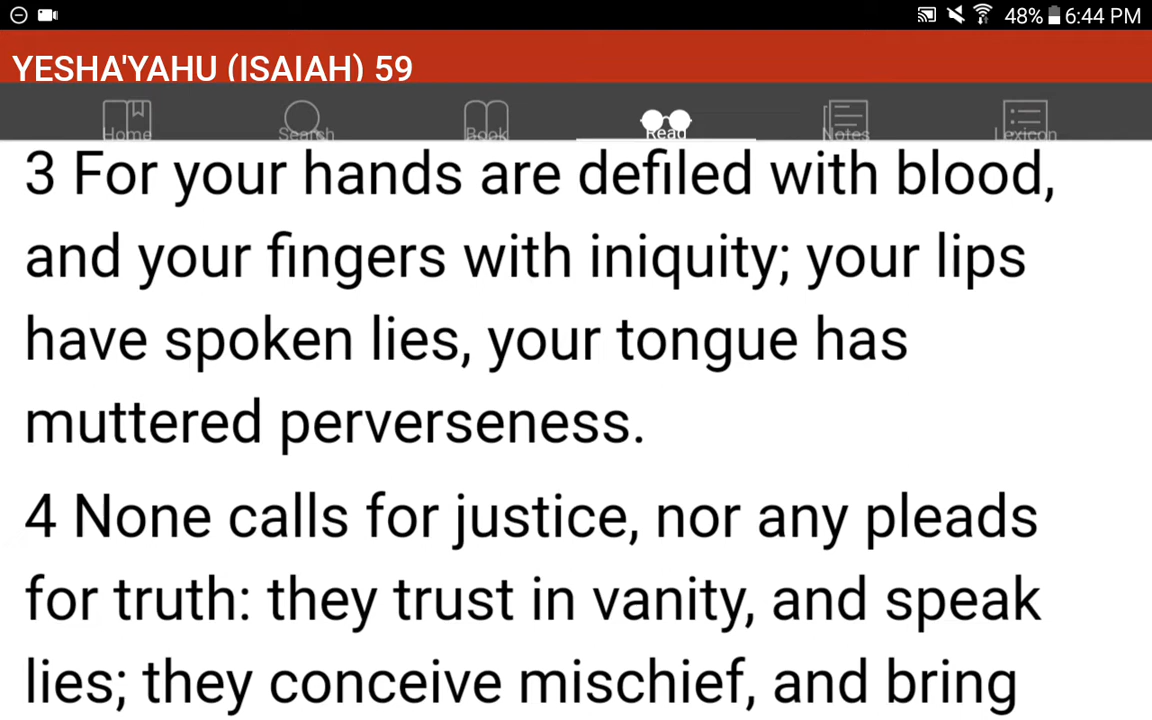 48% 6:44 PM
YESHA'YAHU (ISAIAH) 59
Home Search Book Read Notes Lexicon
3 For your hands are defiled with blood,
and your fingers with iniquity; your lips
have spoken lies, your tongue has
muttered perverseness.
4 None calls for justice, nor any pleads
for truth: they trust in vanity, and speak
lies; they conceive mischief, and bring